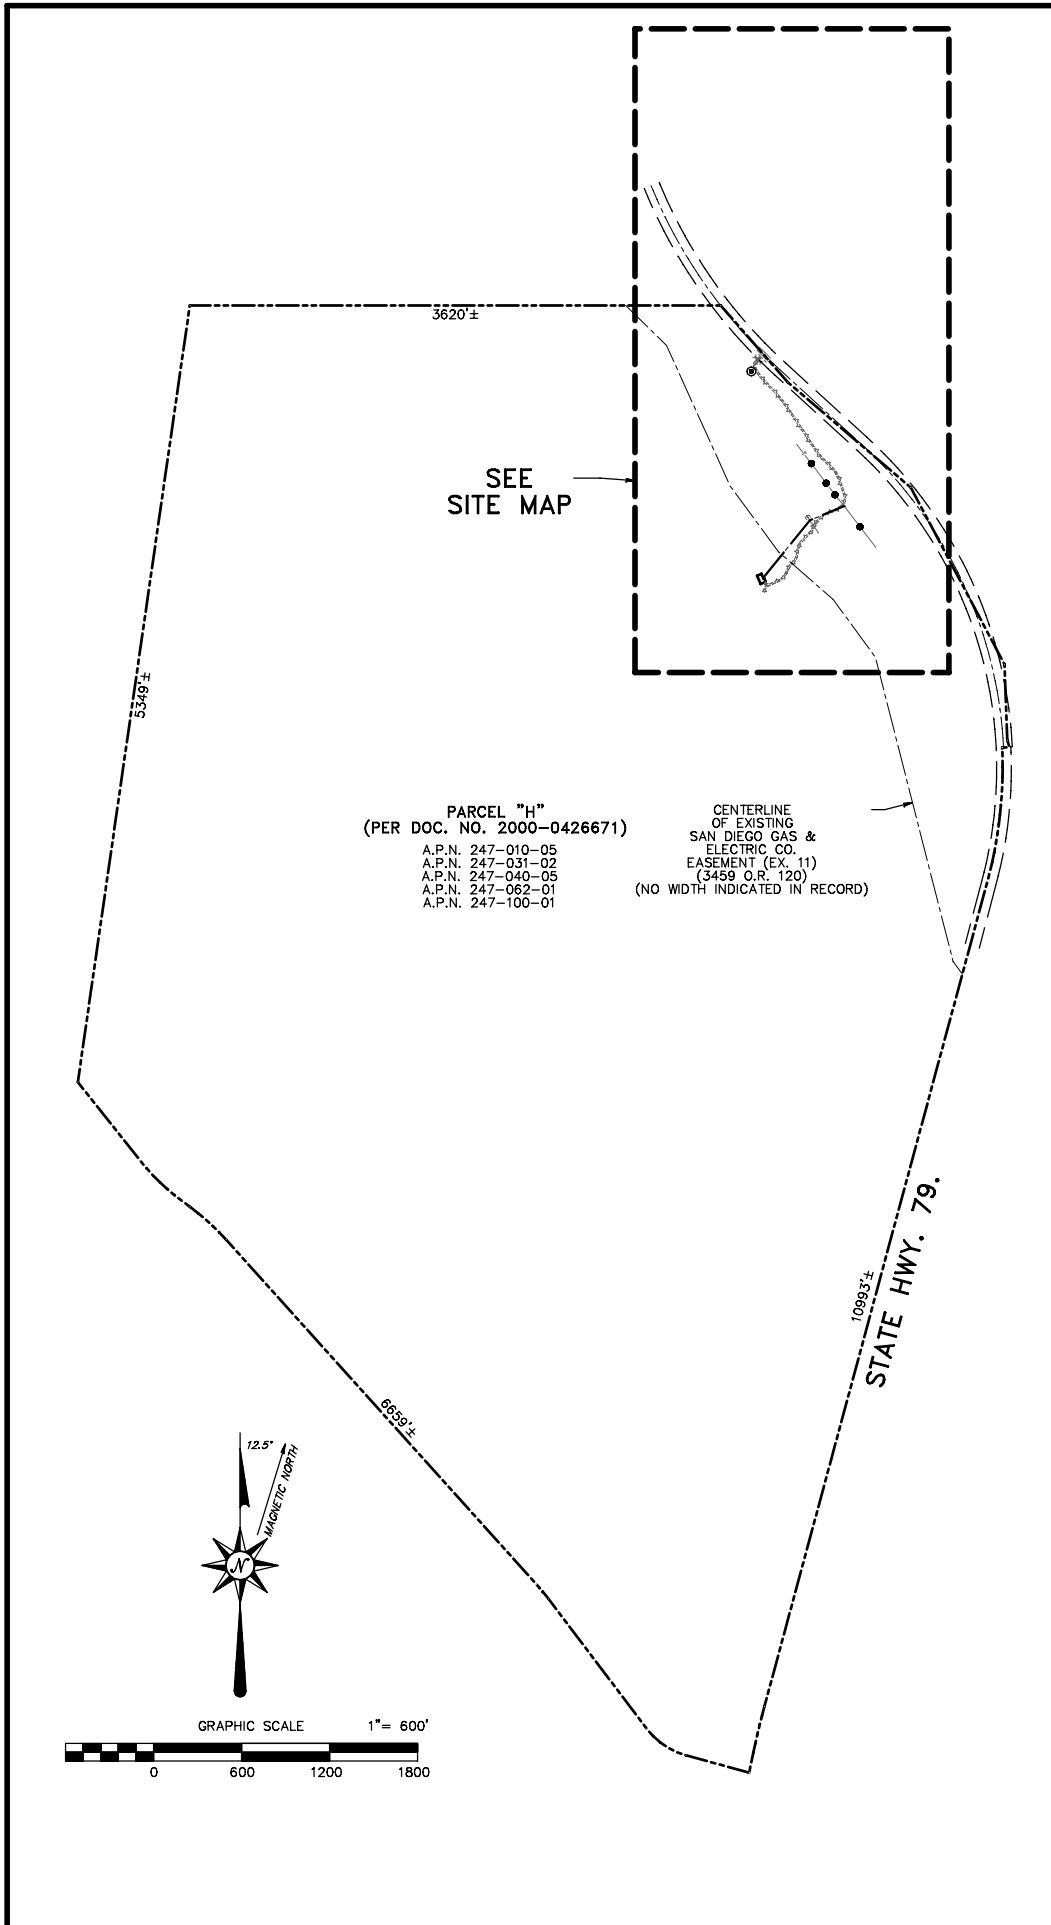 3620'±
SEE
SITE MAP
5349'±
PARCEL "H"
(PER DOC. NO. 2000-0426671)
A.P.N. 247-010-05
A.P.N. 247-031-02
A.P.N. 247-040-05
A.P.N. 247-062-01
A.P.N. 247-100-01
CENTERLINE
OF EXISTING
SAN DIEGO GAS &
ELECTRIC CO.
EASEMENT (EX. 11)
(3459 O.R. 120)
(NO WIDTH INDICATED IN RECORD)
STATE HWY. 79.
10993'±
6659'±
12.5°
MAGNETIC NORTH
N
GRAPHIC SCALE 1"= 600'
0 600 1200 1800